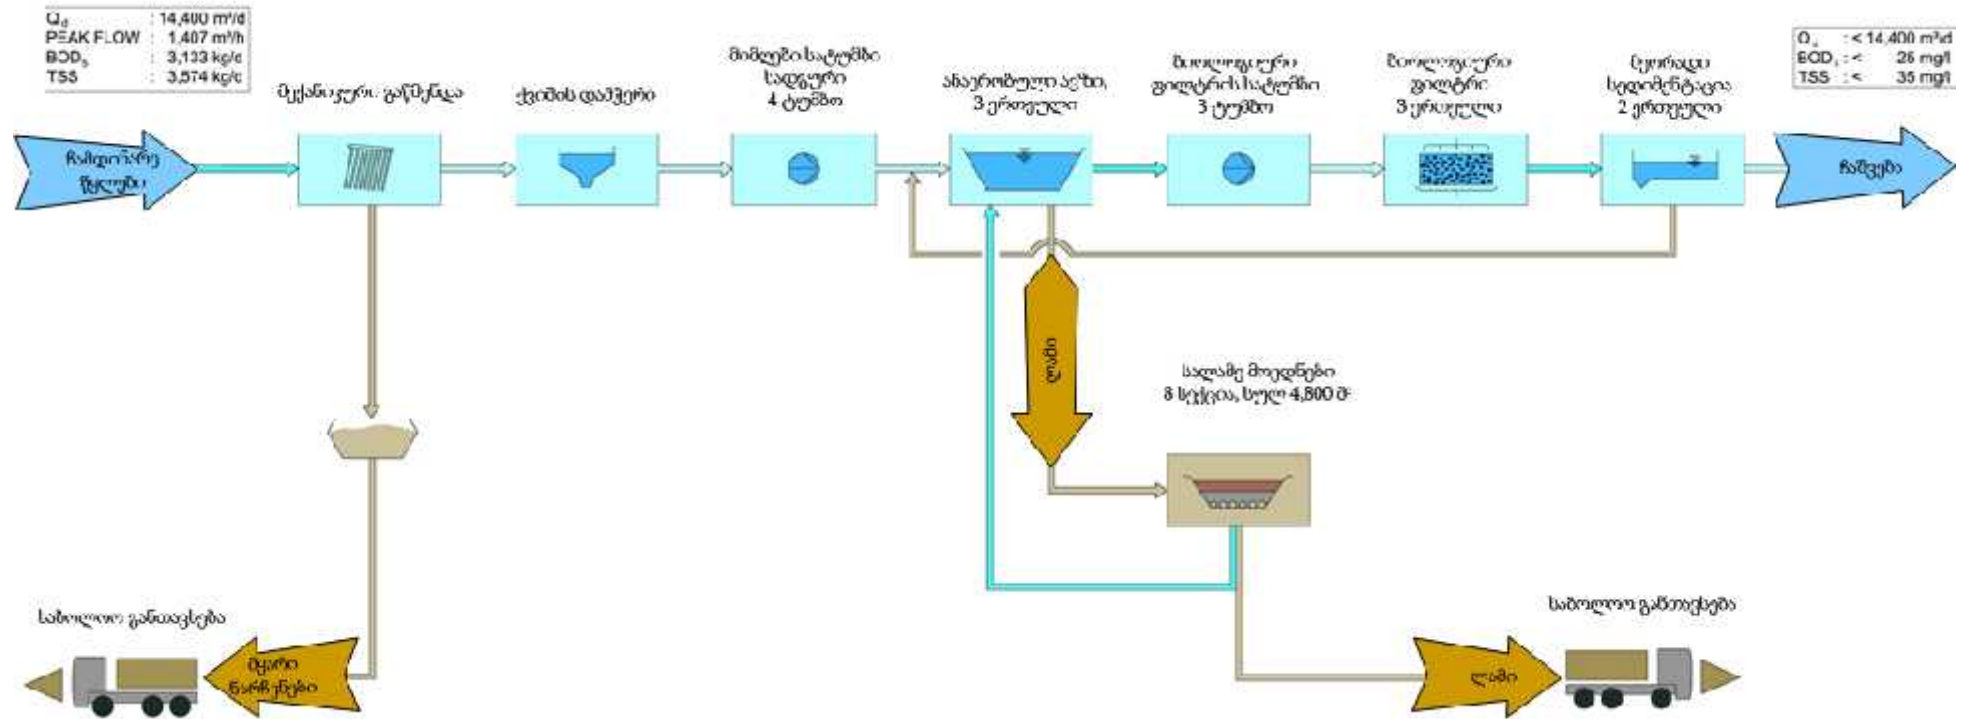 Qd : 14,400 m³/d
PEAK FLOW : 1,407 m³/h
BOD5 : 3,133 kg/d
TSS : 3,574 kg/d
მექანიკური გაწმენდა
ქვიშის დამჭერი
მიმღები სატუმბი
სადგური
4 ტუმბო
ანაერობული ავზი,
3 ერთეული
ბიოლოგიური
ფილტრის სატუმბი
3 ტუმბო
ბიოლოგიური
ფილტრი
3 ერთეული
მეორადი
სედიმენტაცია
2 ერთეული
: < 14,400 m³/d
BOD5 : < 25 mg/l
TSS : < 35 mg/l
ჩამდინარე
წყლები
ჩაშვება
ლამი
სალამე მოედნები
8 სექცია, სულ 4,800 მ²
საბოლოო განთავსება
მყარი
ნარჩენები
საბოლოო განთავსება
ლამი